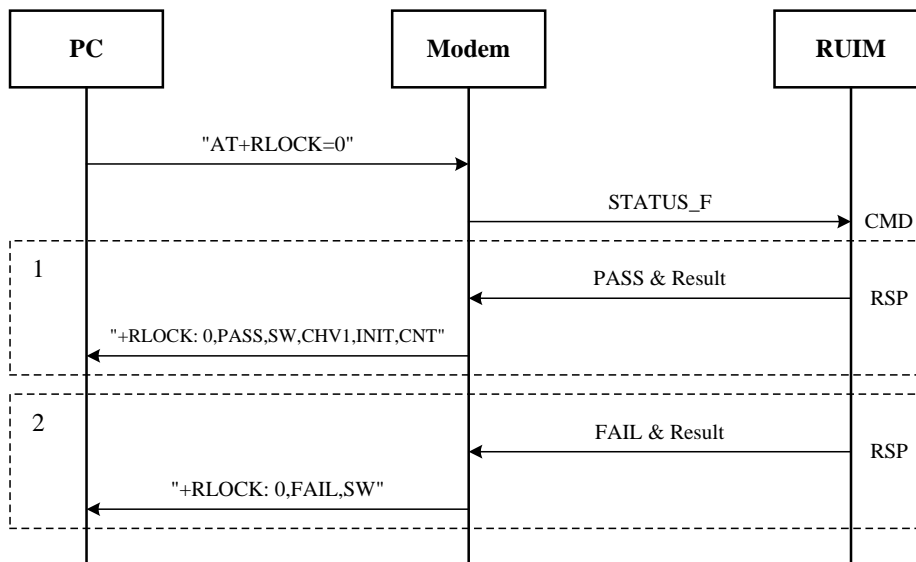 PC
Modem
RUIM
"AT+RLOCK=0"
STATUS_F
CMD
1
PASS & Result
RSP
"+RLOCK: 0,PASS,SW,CHV1,INIT,CNT"
2
FAIL & Result
RSP
"+RLOCK: 0,FAIL,SW"